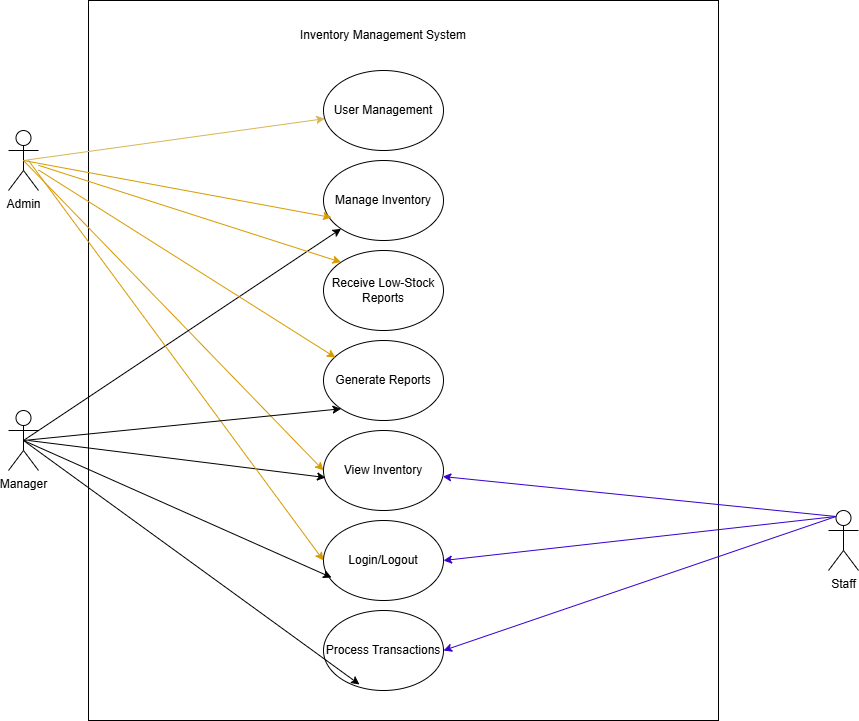 Inventory Management System
User Management
Admin
Manage Inventory
Receive Low-Stock
Reports
Generate Reports
Manager
View Inventory
Login/Logout
Staff
Process Transactions